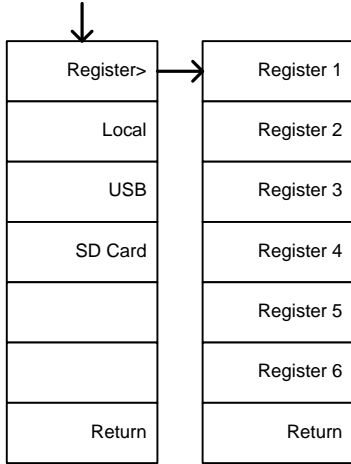 Register>
Local
USB
SD Card
Return
Register 1
Register 2
Register 3
Register 4
Register 5
Register 6
Return